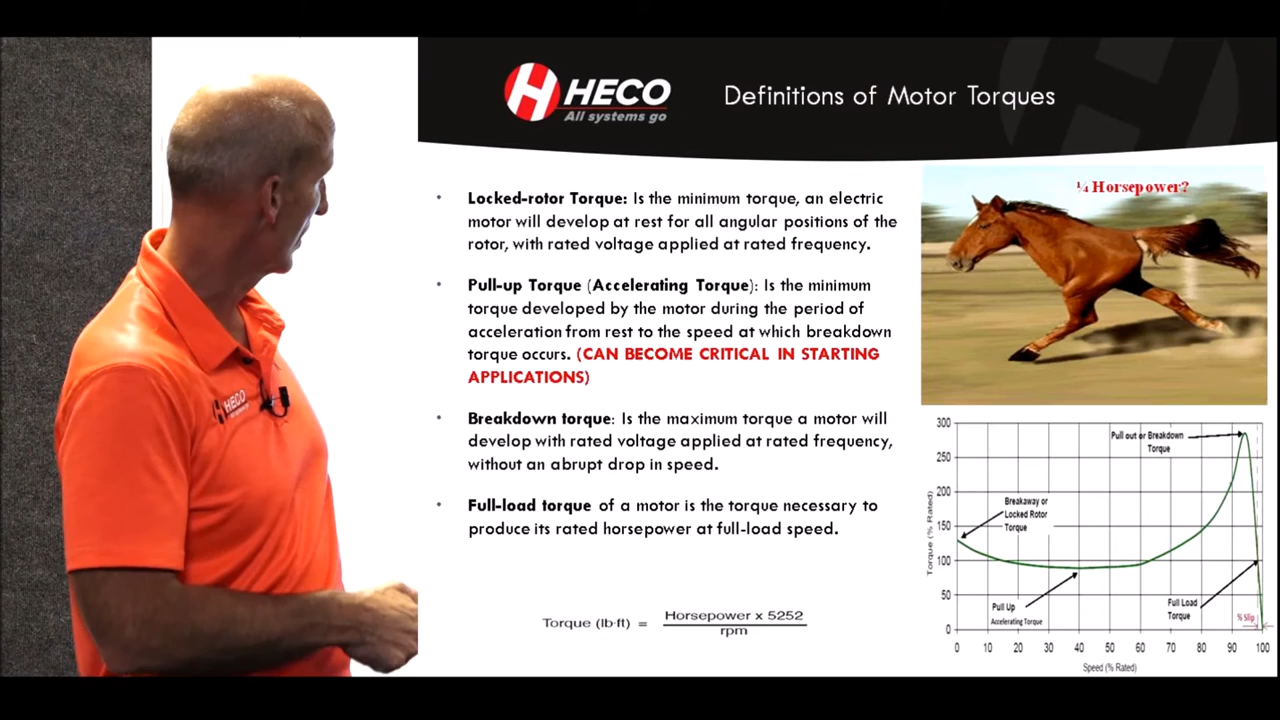 HECO
All systems go
Definitions of Motor Torques
• Locked-rotor Torque: Is the minimum torque, an electric
motor will develop at rest for all angular positions of the
rotor, with rated voltage applied at rated frequency.
• Pull-up Torque (Accelerating Torque): Is the minimum
torque developed by the motor during the period of
acceleration from rest to the speed at which breakdown
torque occurs. (CAN BECOME CRITICAL IN STARTING
APPLICATIONS)
• Breakdown torque: Is the maximum torque a motor will
develop with rated voltage applied at rated frequency,
without an abrupt drop in speed.
• Full-load torque of a motor is the torque necessary to
produce its rated horsepower at full-load speed.
Torque (lb·ft) = Horsepower x 5252
rpm
¼ Horsepower?
300
250
200
150
100
50
0
Torque (% Rated)
Pull out or Breakdown
Torque
Breakaway or
Locked Rotor
Torque
Pull Up
Accelerating Torque
Full Load
Torque
% Slip
0 10 20 30 40 50 60 70 80 90 100
Speed (% Rated)
HECO
All systems go